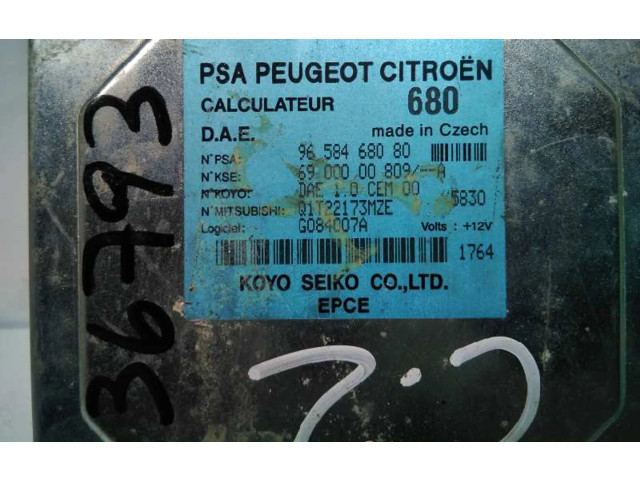 PSA PEUGEOT CITROËN
CALCULATEUR 680
D.A.E. made in Czech
N°PSA: 96 584 680 80
N°KSE: 69 000 00 809/--A
N°KOYO: DAE 1.0 CEM 00 5830
N°MITSUBISHI: Q1T22173MZE
Logiciel: G084007A Volts : +12V
1764
KOYO SEIKO CO.,LTD.
EPCE
36793